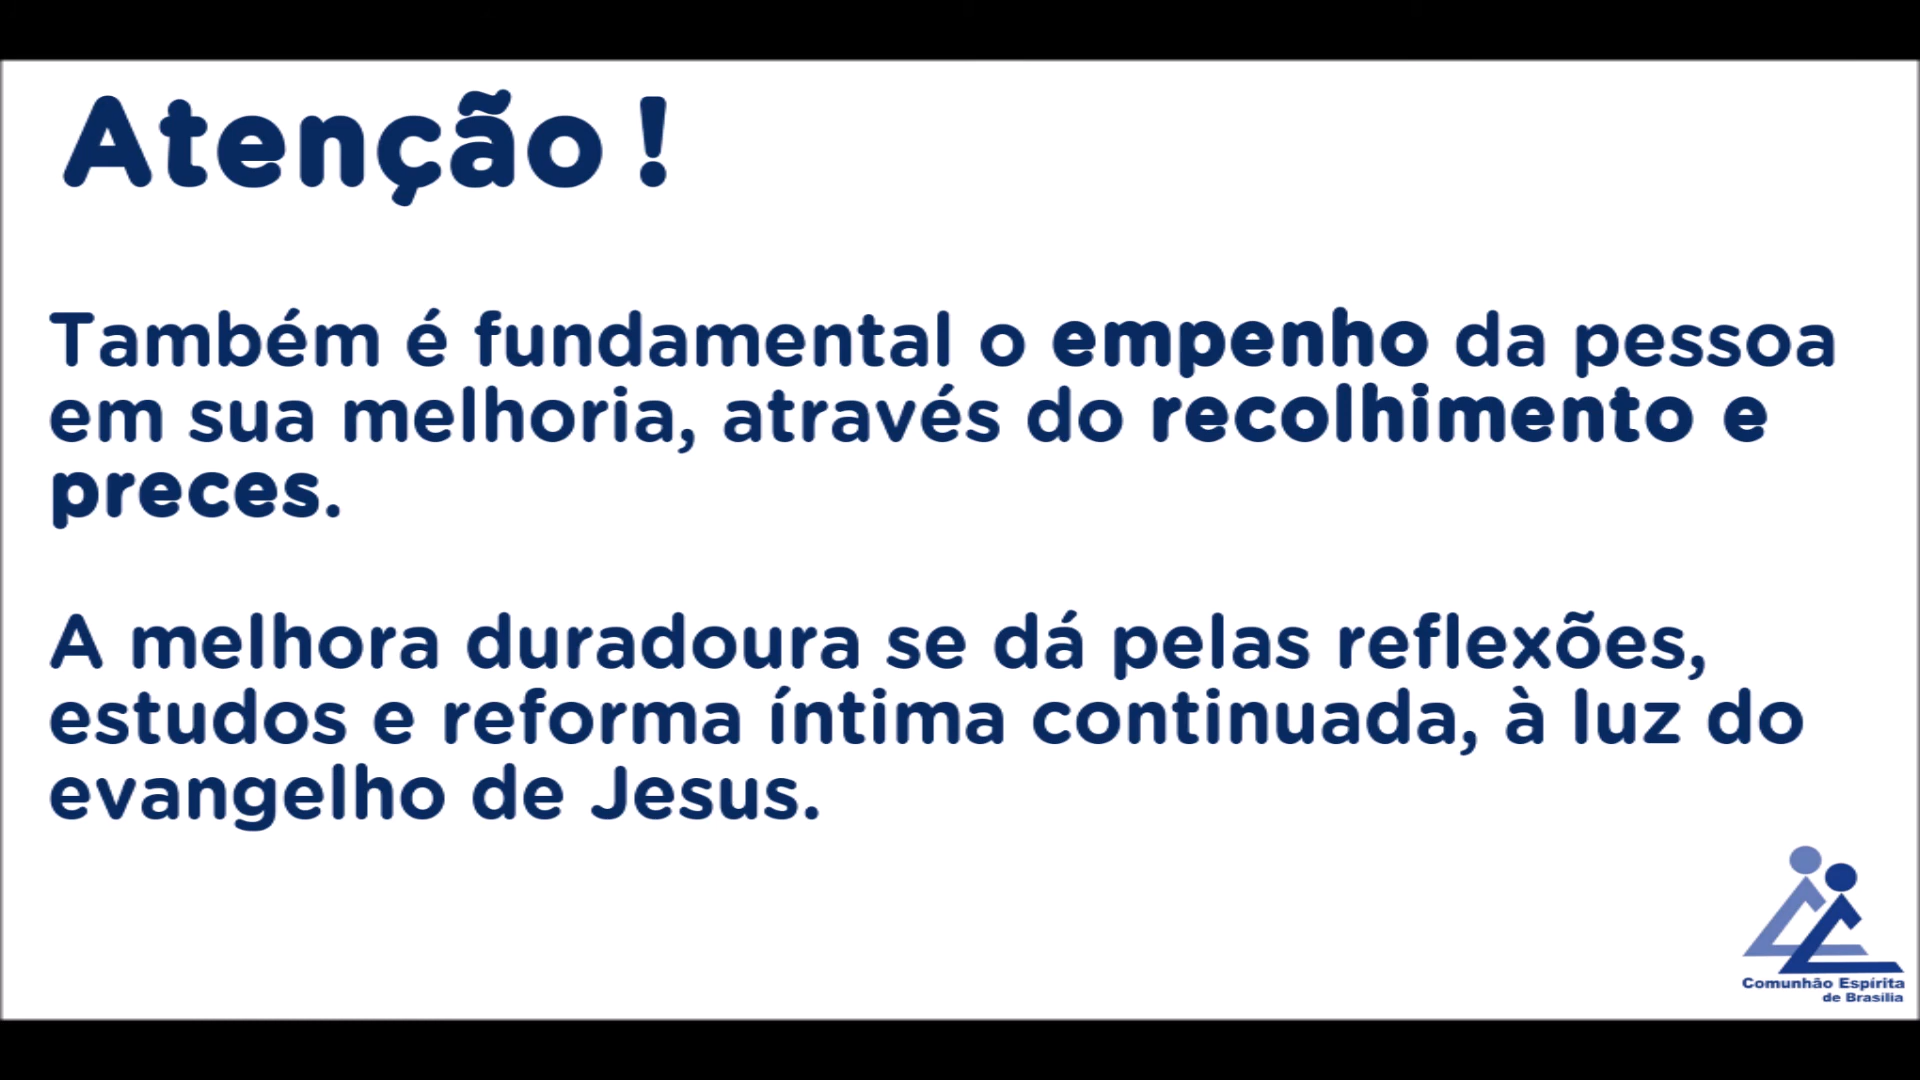 Atenção !
Também é fundamental o empenho da pessoa
em sua melhoria, através do recolhimento e
preces.
A melhora duradoura se dá pelas reflexões,
estudos e reforma íntima continuada, à luz do
evangelho de Jesus.
Comunhão Espírita
de Brasília